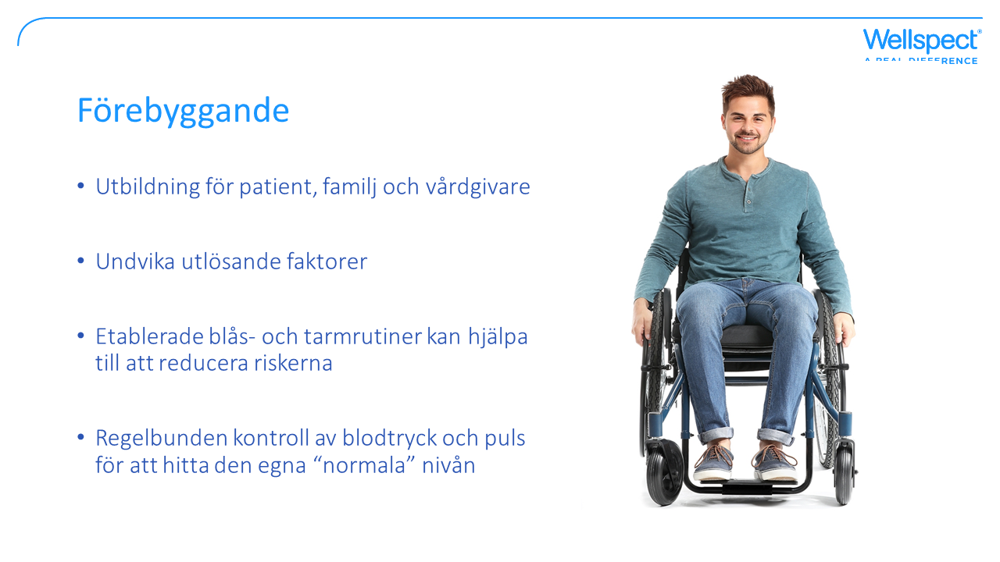 Wellspect®
A REAL DIFFERENCE
Förebyggande
• Utbildning för patient, familj och vårdgivare
• Undvika utlösande faktorer
• Etablerade blås- och tarmrutiner kan hjälpa
till att reducera riskerna
• Regelbunden kontroll av blodtryck och puls
för att hitta den egna “normala” nivån